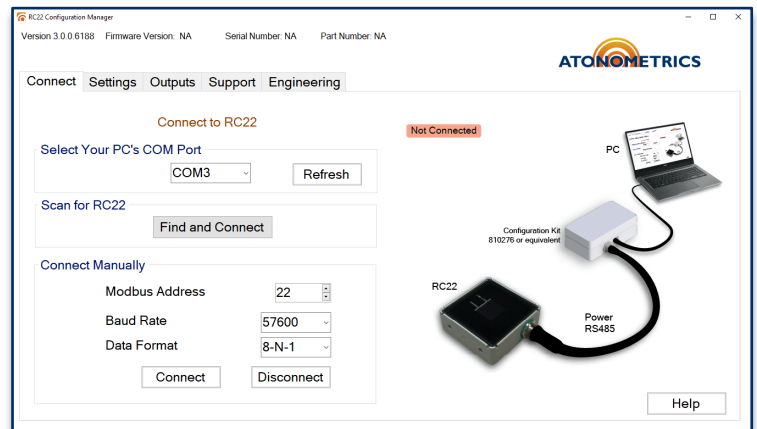 RC22 Configuration Manager
Version 3.0.0.6188 Firmware Version: NA Serial Number: NA Part Number: NA
ATONOMETRICS
Connect Settings Outputs Support Engineering
Connect to RC22
Not Connected
Select Your PC's COM Port
COM3 Refresh
PC
Scan for RC22
Find and Connect
Configuration Kit
810276 or equivalent
Connect Manually
Modbus Address 22
RC22
Baud Rate 57600
Power
RS485
Data Format 8-N-1
Connect Disconnect
Help